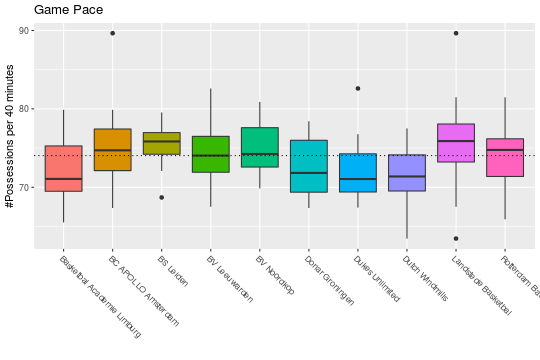 Game Pace
#Possessions per 40 minutes
90
80
70
Basketbal Academie Limburg
BC APOLLO Amsterdam
BS Leiden
BV Leeuwarden
BV Noordkop
Donar Groningen
Dukes Unlimited
Dutch Windmills
Landstede Basketbal
Rotterdam Bas